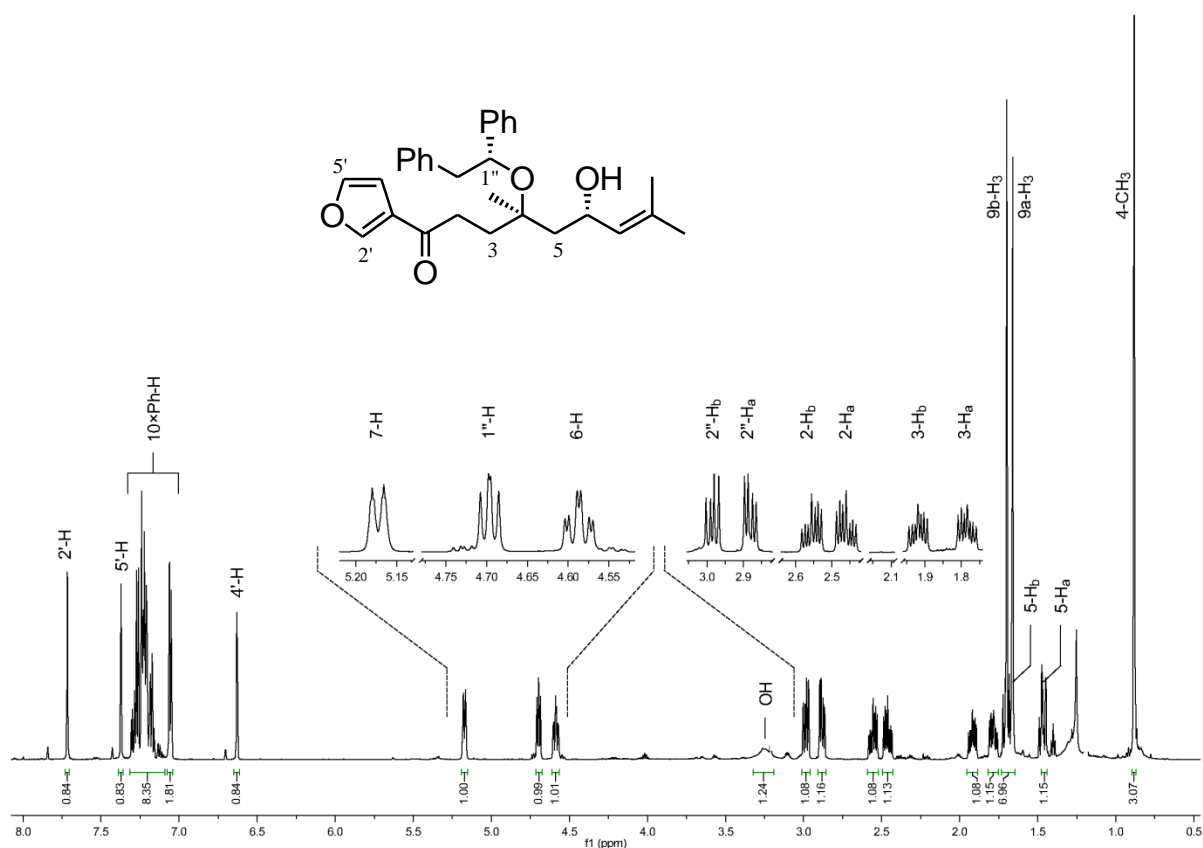 Ph
Ph
5'
1"
O
OH
O
2'
3
5
O
2'-H
5'-H
10×Ph-H
4'-H
7-H
1"-H
6-H
2"-Hb
2"-Ha
2-Hb
2-Ha
3-Hb
3-Ha
9b-H3
9a-H3
4-CH3
5-Hb
5-Ha
OH
5.20 5.15 4.75 4.70 4.65 4.60 4.55 3.0 2.9 2.6 2.5 2.1 1.9 1.8
0.84 0.83 8.35 1.81 0.84 1.00 0.99 1.01 1.24 1.08 1.16 1.08 1.13 1.08 1.15 6.96 1.15 3.07
8.0 7.5 7.0 6.5 6.0 5.5 5.0 4.5 4.0 3.5 3.0 2.5 2.0 1.5 1.0 0.5
f1 (ppm)